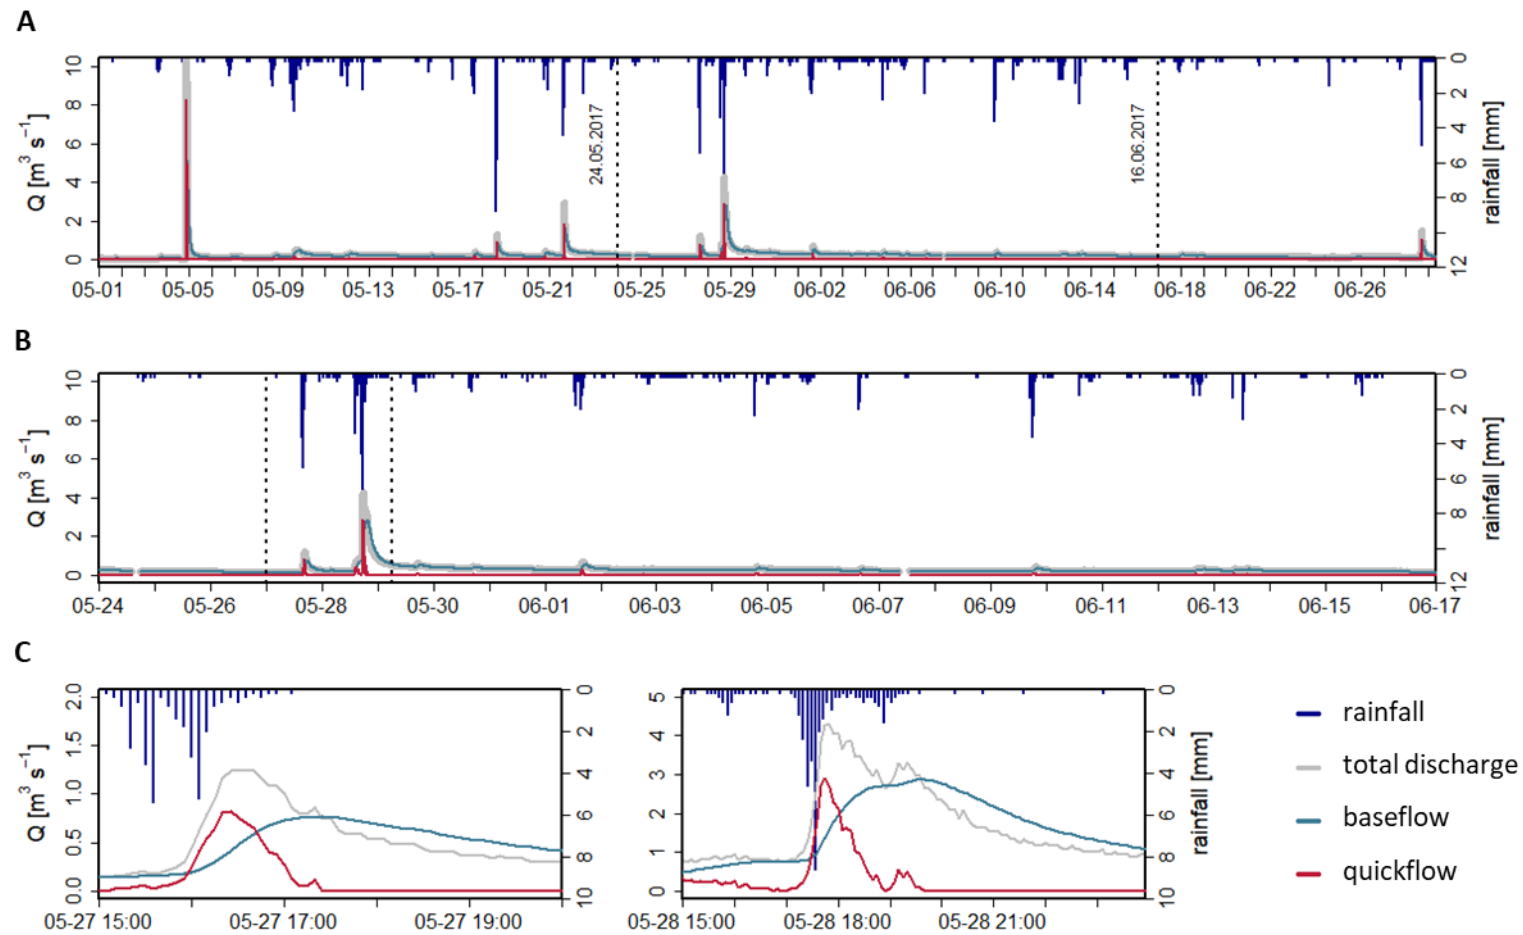 A
Q [m³ s⁻¹]
10
8
6
4
2
0
24.05.2017
16.06.2017
0
2
4
6
8
12
rainfall [mm]
05-01 05-05 05-09 05-13 05-17 05-21 05-25 05-29 06-02 06-06 06-10 06-14 06-18 06-22 06-26
B
Q [m³ s⁻¹]
10
8
6
4
2
0
0
2
4
6
8
12
rainfall [mm]
05-24 05-26 05-28 05-30 06-01 06-03 06-05 06-07 06-09 06-11 06-13 06-15 06-17
C
Q [m³ s⁻¹]
2.0
1.5
1.0
0.5
0.0
0
2
4
6
8
10
05-27 15:00 05-27 17:00 05-27 19:00
5
4
3
2
1
0
0
2
4
6
8
10
rainfall [mm]
05-28 15:00 05-28 18:00 05-28 21:00
rainfall
total discharge
baseflow
quickflow